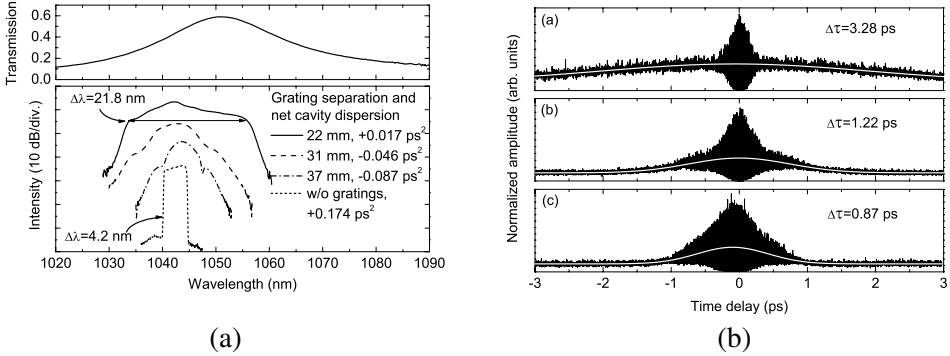 Transmission
0.6
0.4
0.2
0.0
Intensity (10 dB/div.)
Δλ=21.8 nm
Grating separation and
net cavity dispersion
22 mm, +0.017 ps²
31 mm, -0.046 ps²
37 mm, -0.087 ps²
w/o gratings,
+0.174 ps²
Δλ=4.2 nm
1020 1030 1040 1050 1060 1070 1080 1090
Wavelength (nm)
(a)
Normalized amplitude (arb. units)
(a)
Δτ=3.28 ps
(b)
Δτ=1.22 ps
(c)
Δτ=0.87 ps
-3 -2 -1 0 1 2 3
Time delay (ps)
(b)